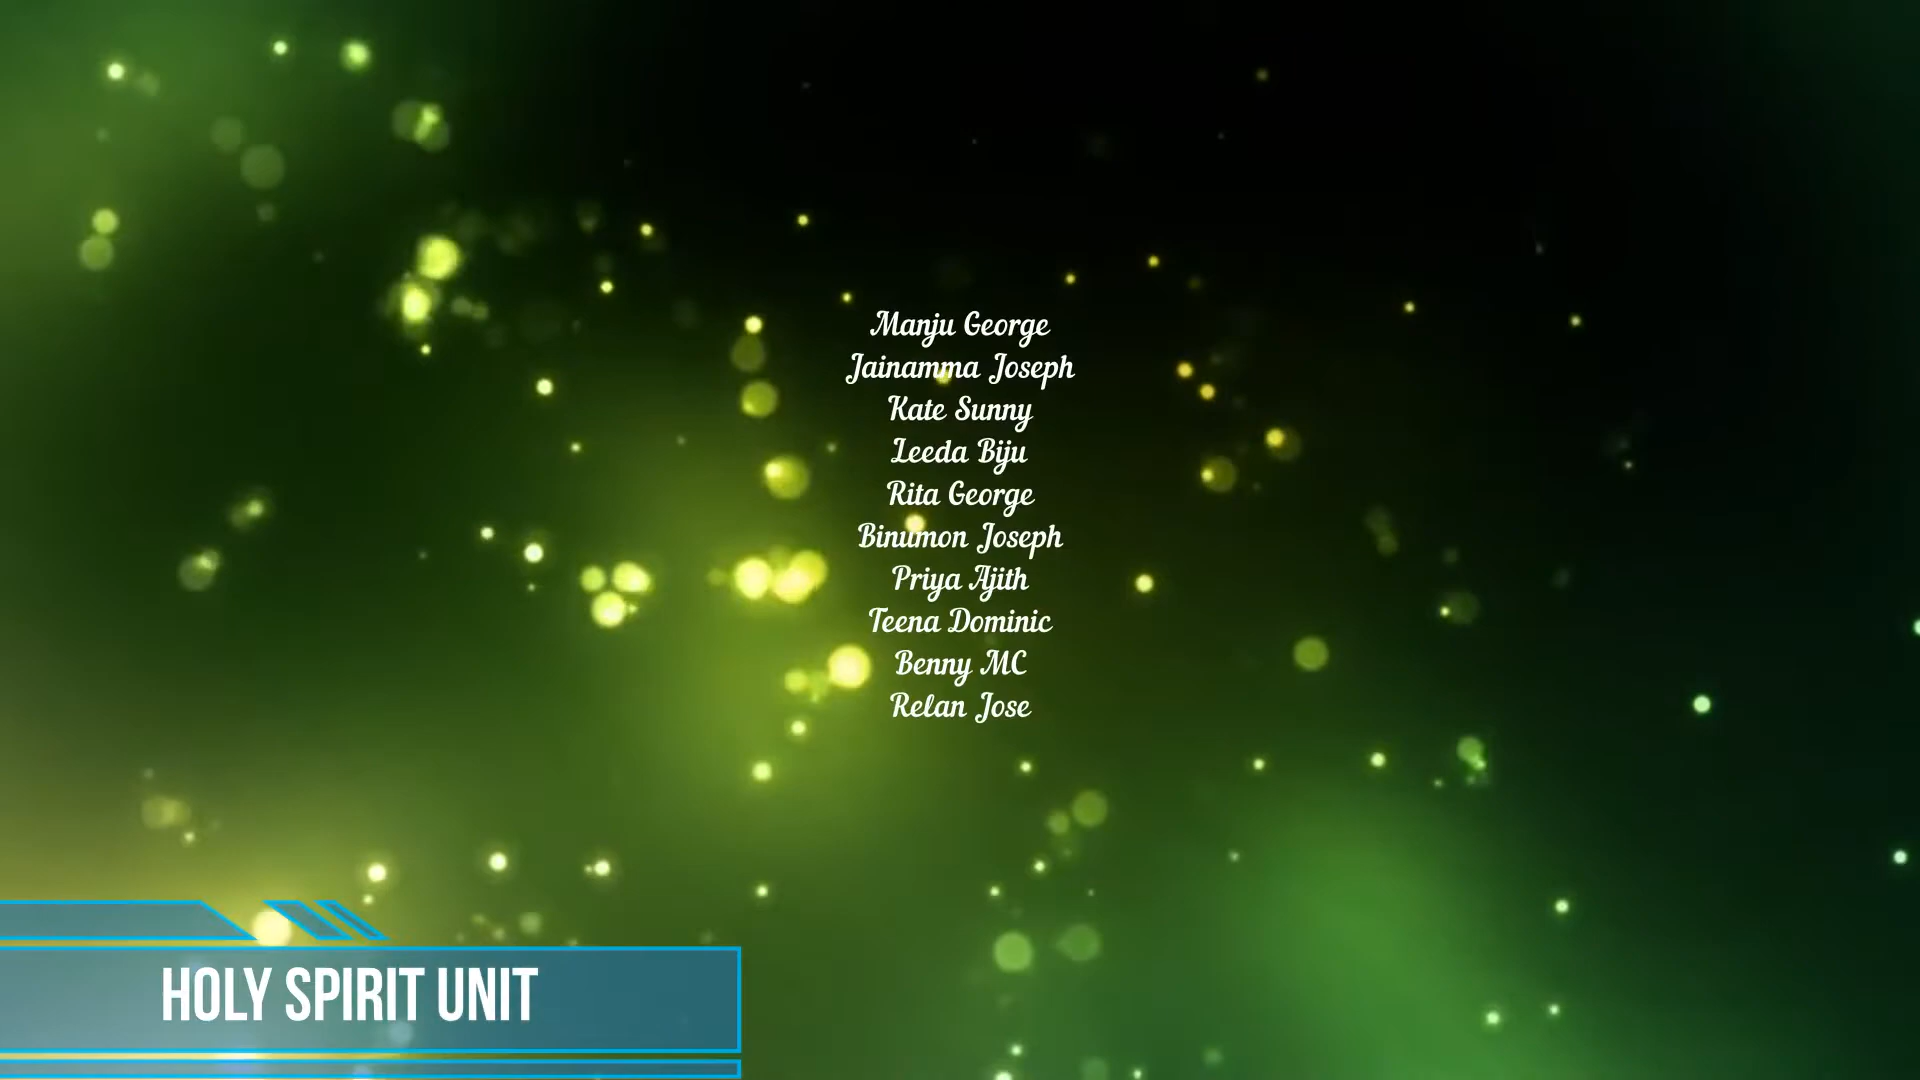 Manju George
Jainamma Joseph
Kate Sunny
Leeda Biju
Rita George
Binumon Joseph
Priya Ajith
Teena Dominic
Benny MC
Relan Jose
HOLY SPIRIT UNIT